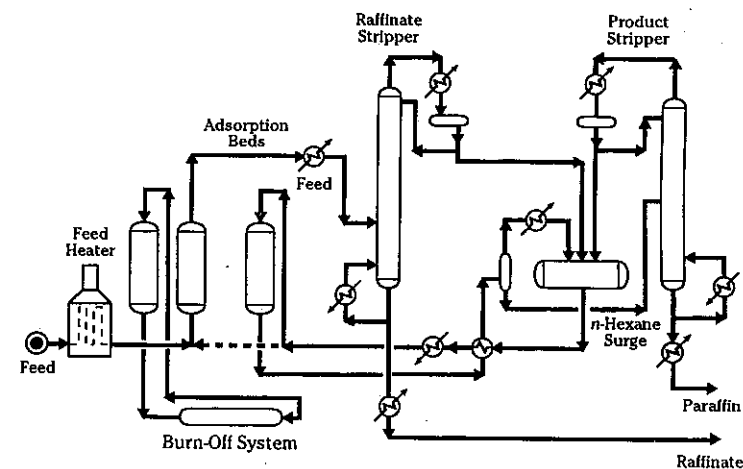 Raffinate
Stripper
Product
Stripper
Adsorption
Beds
Feed
Feed
Heater
n-Hexane
Surge
Feed
Paraffin
Burn-Off System
Raffinate